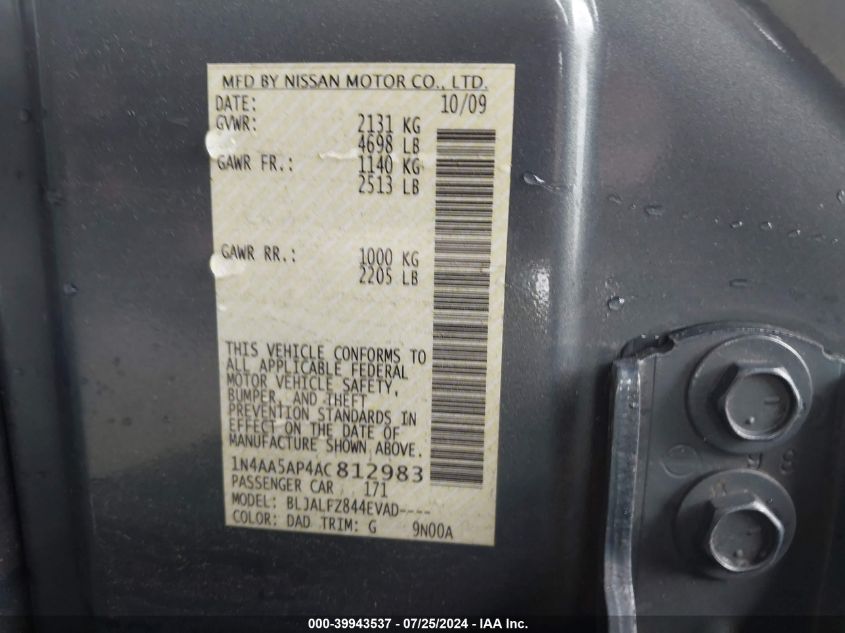 MFD BY NISSAN MOTOR CO., LTD.
DATE: 10/09
GVWR: 2131 KG
4698 LB
GAWR FR.: 1140 KG
2513 LB
GAWR RR.: 1000 KG
2205 LB
THIS VEHICLE CONFORMS TO
ALL APPLICABLE FEDERAL
MOTOR VEHICLE SAFETY,
BUMPER, AND THEFT
PREVENTION STANDARDS IN
EFFECT ON THE DATE OF
MANUFACTURE SHOWN ABOVE.
1N4AA5AP4AC812983
PASSENGER CAR 171
MODEL: BLJALFZ844EVAD----
COLOR: DAD TRIM: G 9N00A
000-39943537 - 07/25/2024 - IAA Inc.